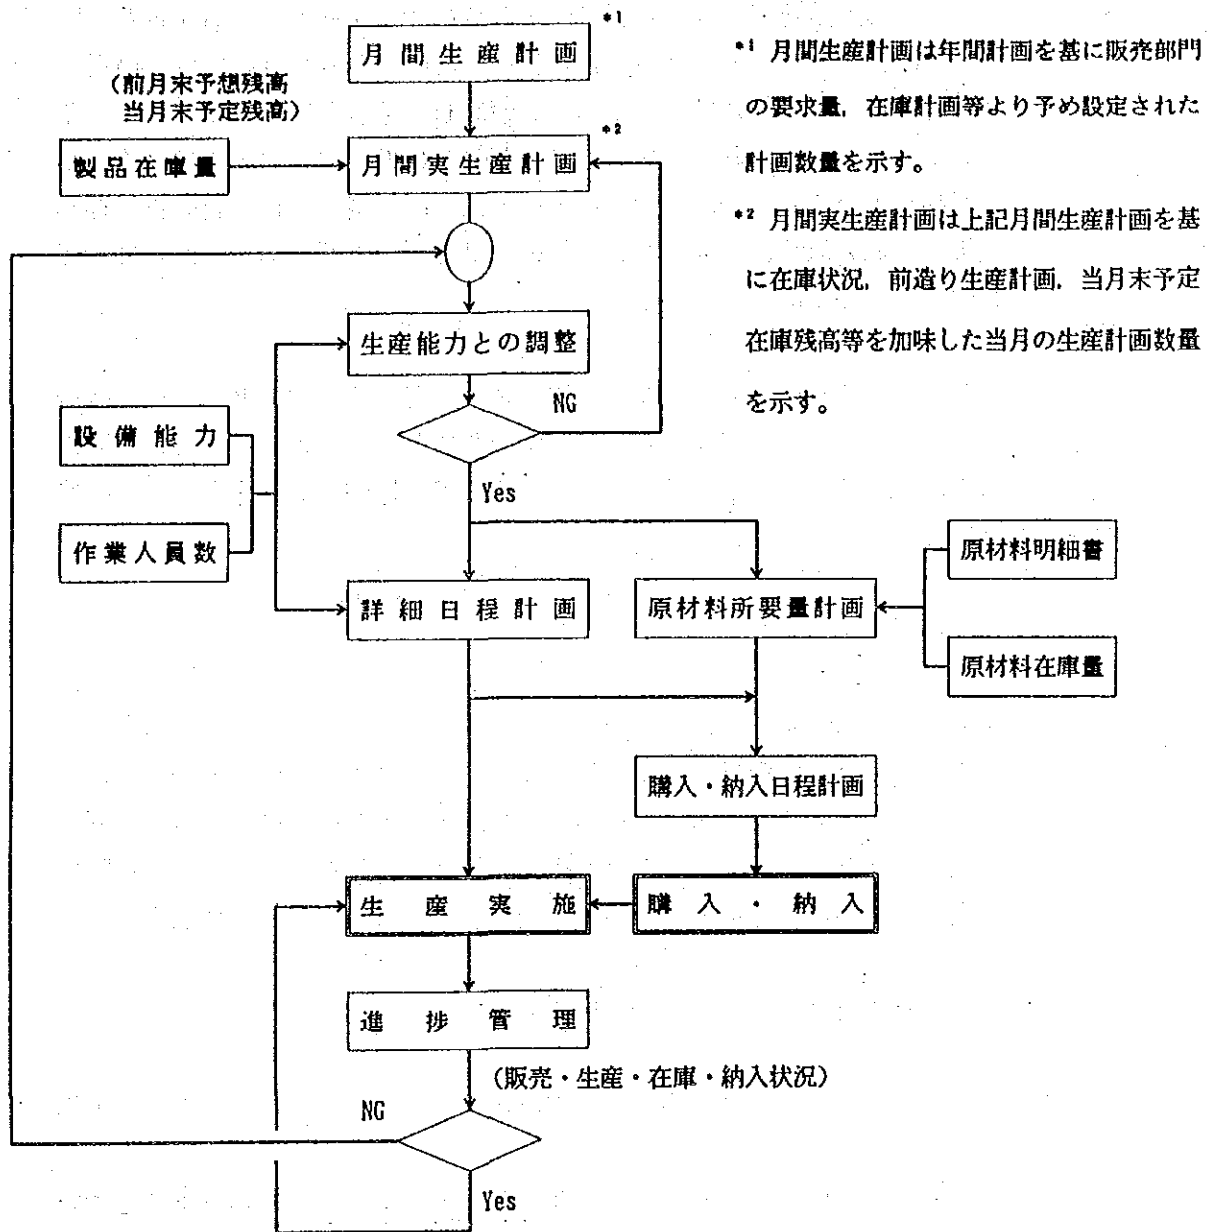 *1
月間生産計画
(前月末予想残高
当月末予定残高)
*2
製品在庫量
月間実生産計画
*1 月間生産計画は年間計画を基に販売部門
の要求量，在庫計画等より予め設定された
計画数量を示す。
*2 月間実生産計画は上記月間生産計画を基
に在庫状況，前造り生産計画，当月末予定
在庫残高等を加味した当月の生産計画数量
を示す。
生産能力との調整
NG
設備能力
Yes
作業人員数
原材料明細書
詳細日程計画
原材料所要量計画
原材料在庫量
購入・納入日程計画
生産実施
購入・納入
進捗管理
(販売・生産・在庫・納入状況)
NG
Yes